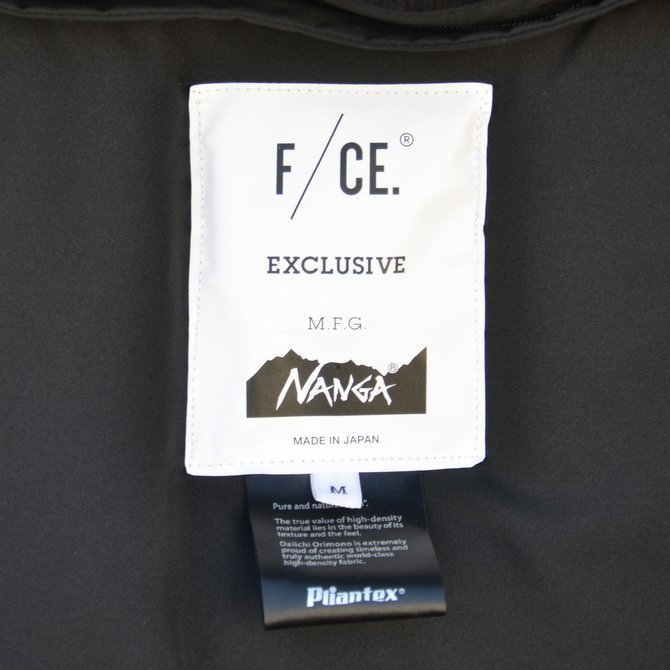 F/CE.®
EXCLUSIVE
M.F.G.
NANGA®
MADE IN JAPAN
M
Pure and
The true value of high-density
material lies in the beauty of its
texture and the feel.
Daiichi Orimono is extremely
proud of creating timeless and
truly authentic world-class
high-density fabric.
Pliantex®